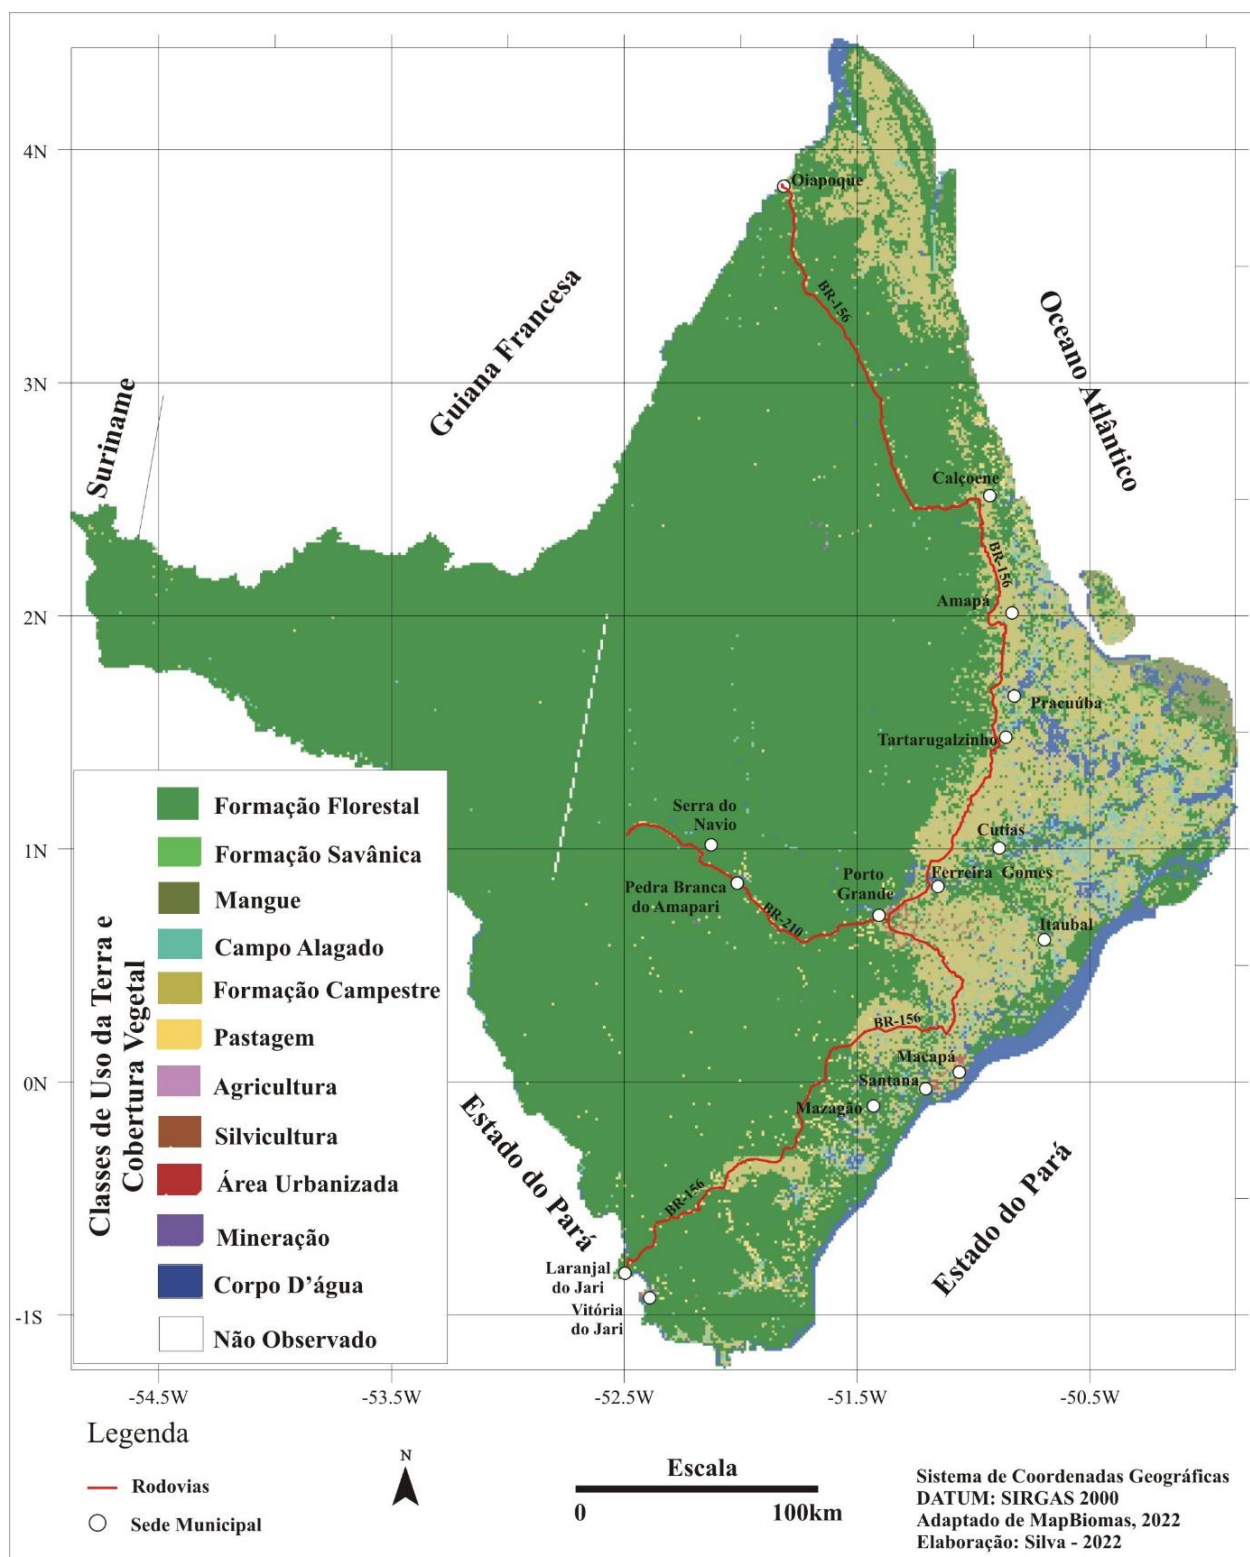 4N
3N
2N
1N
0N
-1S
-54.5W
-53.5W
-52.5W
-51.5W
-50.5W
Suriname
Guiana Francesa
Oceano Atlântico
Estado do Pará
Estado do Pará
Oiapoque
BR-156
Calçoene
BR-156
Amapá
Pracuúba
Tartarugalzinho
Serra do
Navio
Cutias
Pedra Branca
do Amapari
Porto
Grande
Ferreira Gomes
BR-210
Itaubal
BR-156
Macapá
Santana
Mazagão
BR-156
Laranjal
do Jari
Vitória
do Jari
Classes de Uso da Terra e
Cobertura Vegetal
Formação Florestal
Formação Savânica
Mangue
Campo Alagado
Formação Campestre
Pastagem
Agricultura
Silvicultura
Área Urbanizada
Mineração
Corpo D’água
Não Observado
Legenda
Rodovias
Sede Municipal
N
Escala
0 100km
Sistema de Coordenadas Geográficas
DATUM: SIRGAS 2000
Adaptado de MapBiomas, 2022
Elaboração: Silva - 2022